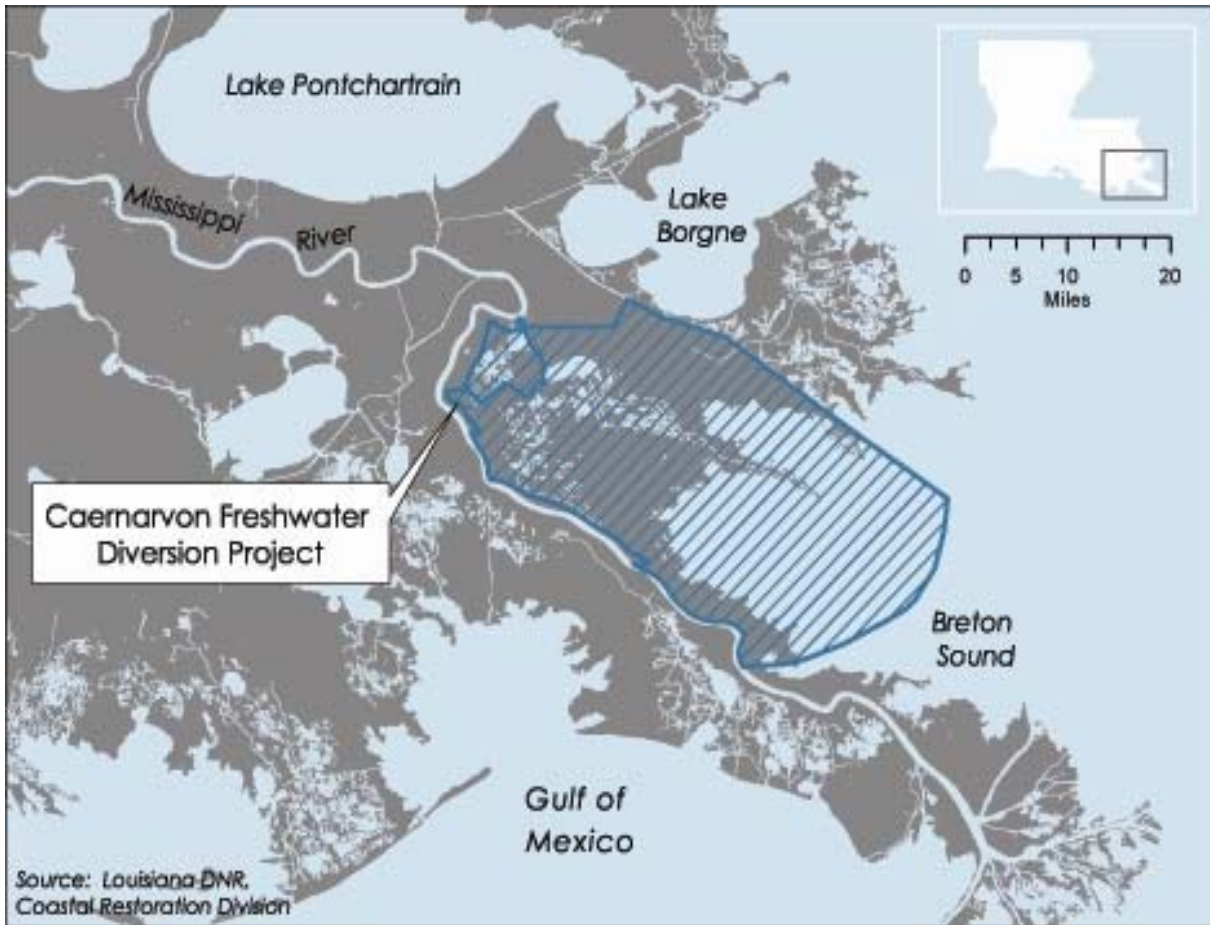 Lake Pontchartrain
Lake
Borgne
Mississippi
River
0 5 10 20
Miles
Caernarvon Freshwater
Diversion Project
Breton
Sound
Gulf of
Mexico
Source: Louisiana DNR,
Coastal Restoration Division